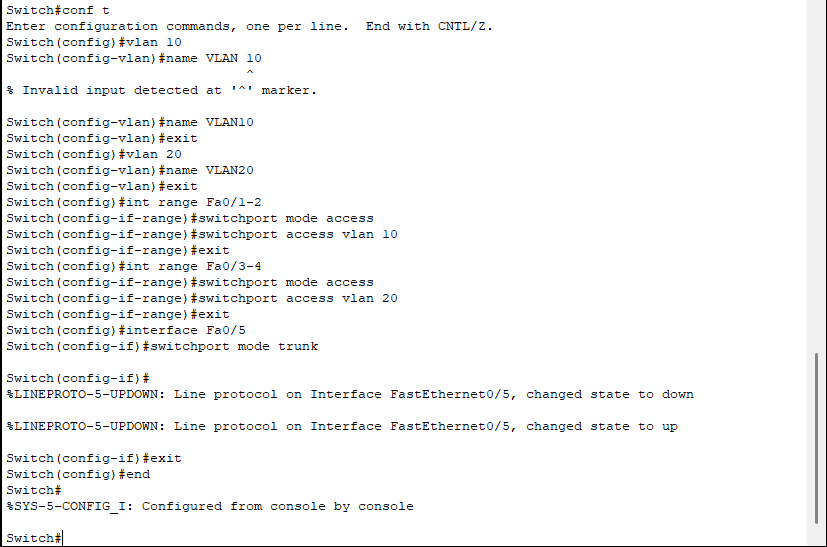 Switch#conf t
Enter configuration commands, one per line.  End with CNTL/Z.
Switch(config)#vlan 10
Switch(config-vlan)#name VLAN 10
^
% Invalid input detected at '^' marker.
Switch(config-vlan)#name VLAN10
Switch(config-vlan)#exit
Switch(config)#vlan 20
Switch(config-vlan)#name VLAN20
Switch(config-vlan)#exit
Switch(config)#int range Fa0/1-2
Switch(config-if-range)#switchport mode access
Switch(config-if-range)#switchport access vlan 10
Switch(config-if-range)#exit
Switch(config)#int range Fa0/3-4
Switch(config-if-range)#switchport mode access
Switch(config-if-range)#switchport access vlan 20
Switch(config-if-range)#exit
Switch(config)#interface Fa0/5
Switch(config-if)#switchport mode trunk
Switch(config-if)#
%LINEPROTO-5-UPDOWN: Line protocol on Interface FastEthernet0/5, changed state to down
%LINEPROTO-5-UPDOWN: Line protocol on Interface FastEthernet0/5, changed state to up
Switch(config-if)#exit
Switch(config)#end
Switch#
%SYS-5-CONFIG_I: Configured from console by console
Switch#